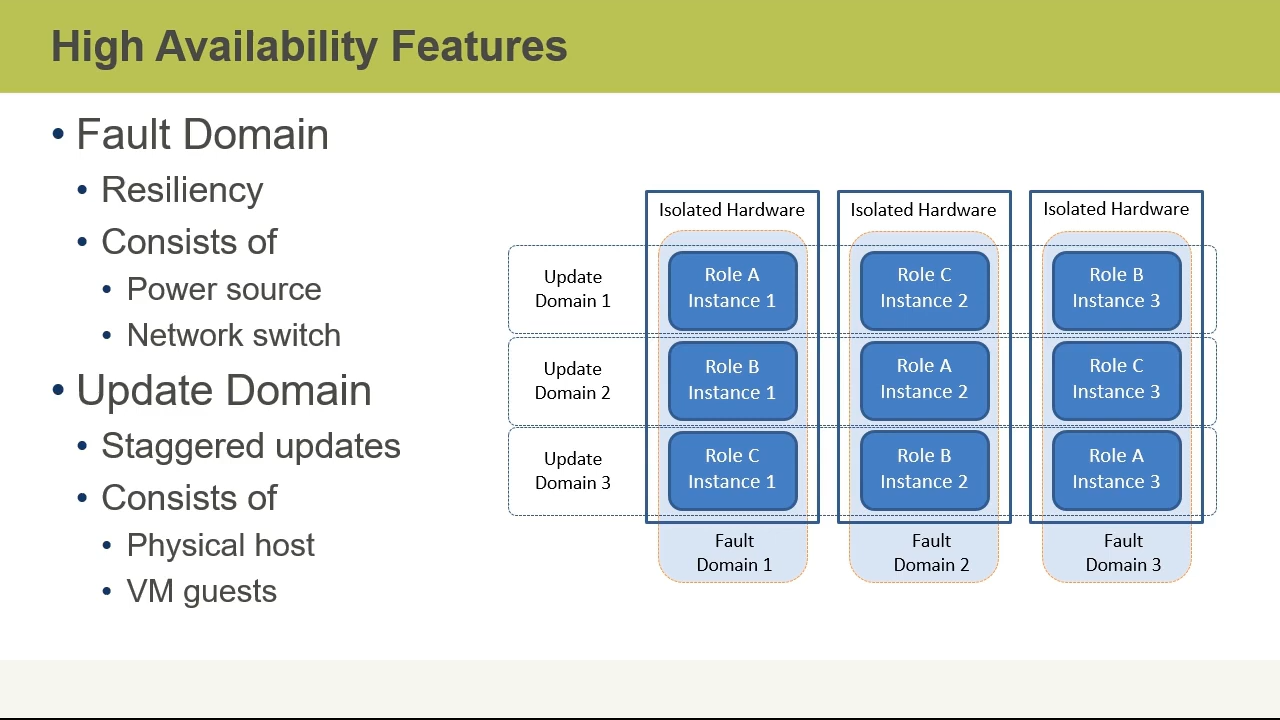 High Availability Features
• Fault Domain
• Resiliency
• Consists of
• Power source
• Network switch
• Update Domain
• Staggered updates
• Consists of
• Physical host
• VM guests
Isolated Hardware
Isolated Hardware
Isolated Hardware
Update
Domain 1
Role A
Instance 1
Role C
Instance 2
Role B
Instance 3
Update
Domain 2
Role B
Instance 1
Role A
Instance 2
Role C
Instance 3
Update
Domain 3
Role C
Instance 1
Role B
Instance 2
Role A
Instance 3
Fault
Domain 1
Fault
Domain 2
Fault
Domain 3